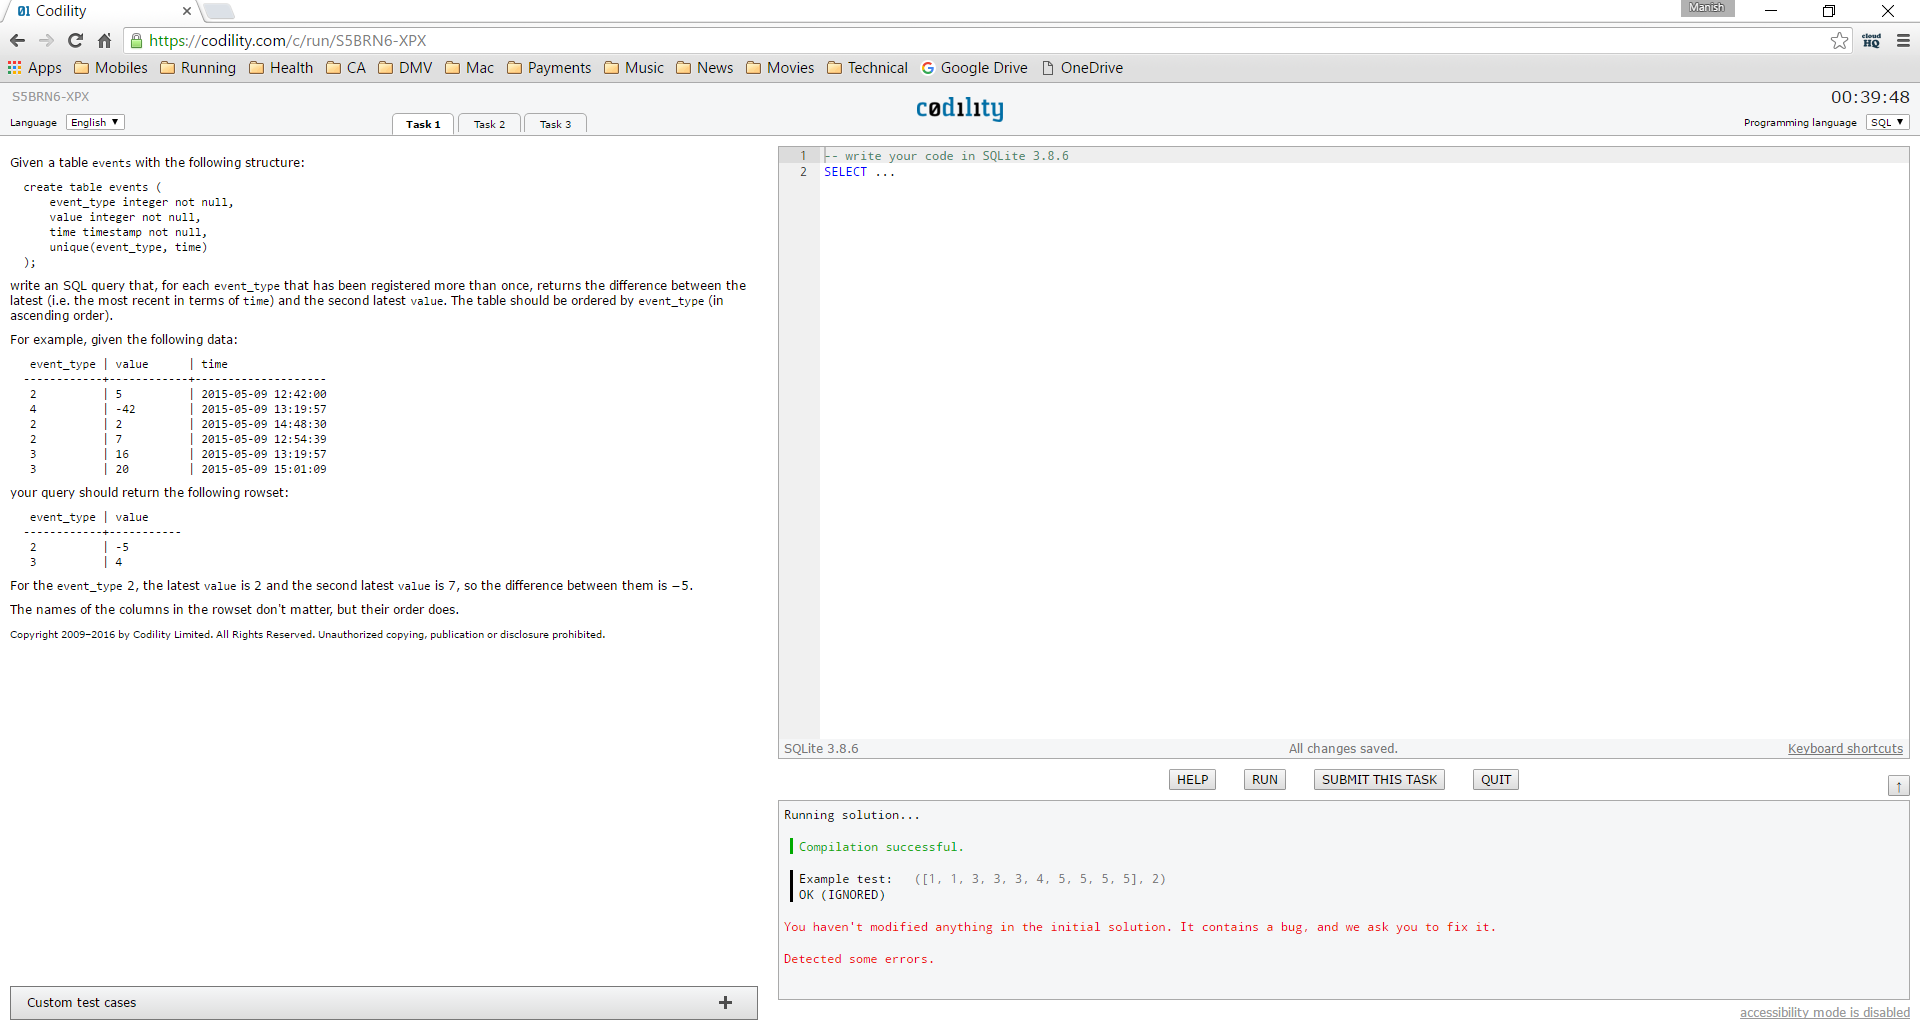 Codility
Manish
https://codility.com/c/run/S5BRN6-XPX
cloud HQ
Apps Mobiles Running Health CA DMV Mac Payments Music News Movies Technical Google Drive OneDrive
S5BRN6-XPX
codility
00:39:48
Language English
Task 1 Task 2 Task 3
Programming language SQL
Given a table events with the following structure:
create table events (
event_type integer not null,
value integer not null,
time timestamp not null,
unique(event_type, time)
);
write an SQL query that, for each event_type that has been registered more than once, returns the difference between the
latest (i.e. the most recent in terms of time) and the second latest value. The table should be ordered by event_type (in
ascending order).
For example, given the following data:
event_type | value | time
------------+------------+--------------------
2 | 5 | 2015-05-09 12:42:00
4 | -42 | 2015-05-09 13:19:57
2 | 2 | 2015-05-09 14:48:30
2 | 7 | 2015-05-09 12:54:39
3 | 16 | 2015-05-09 13:19:57
3 | 20 | 2015-05-09 15:01:09
your query should return the following rowset:
event_type | value
------------+-----------
2 | -5
3 | 4
For the event_type 2, the latest value is 2 and the second latest value is 7, so the difference between them is −5.
The names of the columns in the rowset don't matter, but their order does.
Copyright 2009–2016 by Codility Limited. All Rights Reserved. Unauthorized copying, publication or disclosure prohibited.
Custom test cases +
1 -- write your code in SQLite 3.8.6
2 SELECT ...
SQLite 3.8.6 All changes saved. Keyboard shortcuts
HELP RUN SUBMIT THIS TASK QUIT
↑
Running solution...
Compilation successful.
Example test: ([1, 1, 3, 3, 3, 4, 5, 5, 5, 5], 2)
OK (IGNORED)
You haven't modified anything in the initial solution. It contains a bug, and we ask you to fix it.
Detected some errors.
accessibility mode is disabled